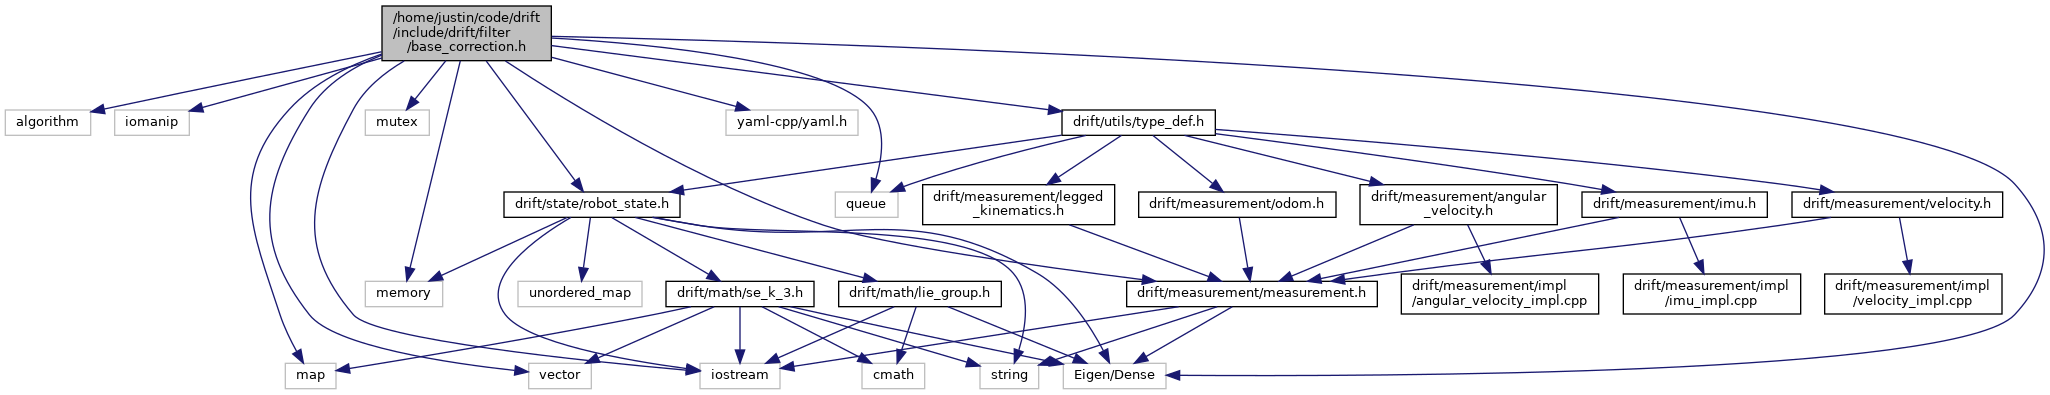 /home/justin/code/drift
/include/drift/filter
/base_correction.h
algorithm
iomanip
mutex
yaml-cpp/yaml.h
drift/utils/type_def.h
drift/state/robot_state.h
queue
drift/measurement/legged
_kinematics.h
drift/measurement/odom.h
drift/measurement/angular
_velocity.h
drift/measurement/imu.h
drift/measurement/velocity.h
memory
unordered_map
drift/math/se_k_3.h
drift/math/lie_group.h
drift/measurement/measurement.h
drift/measurement/impl
/angular_velocity_impl.cpp
drift/measurement/impl
/imu_impl.cpp
drift/measurement/impl
/velocity_impl.cpp
map
vector
iostream
cmath
string
Eigen/Dense